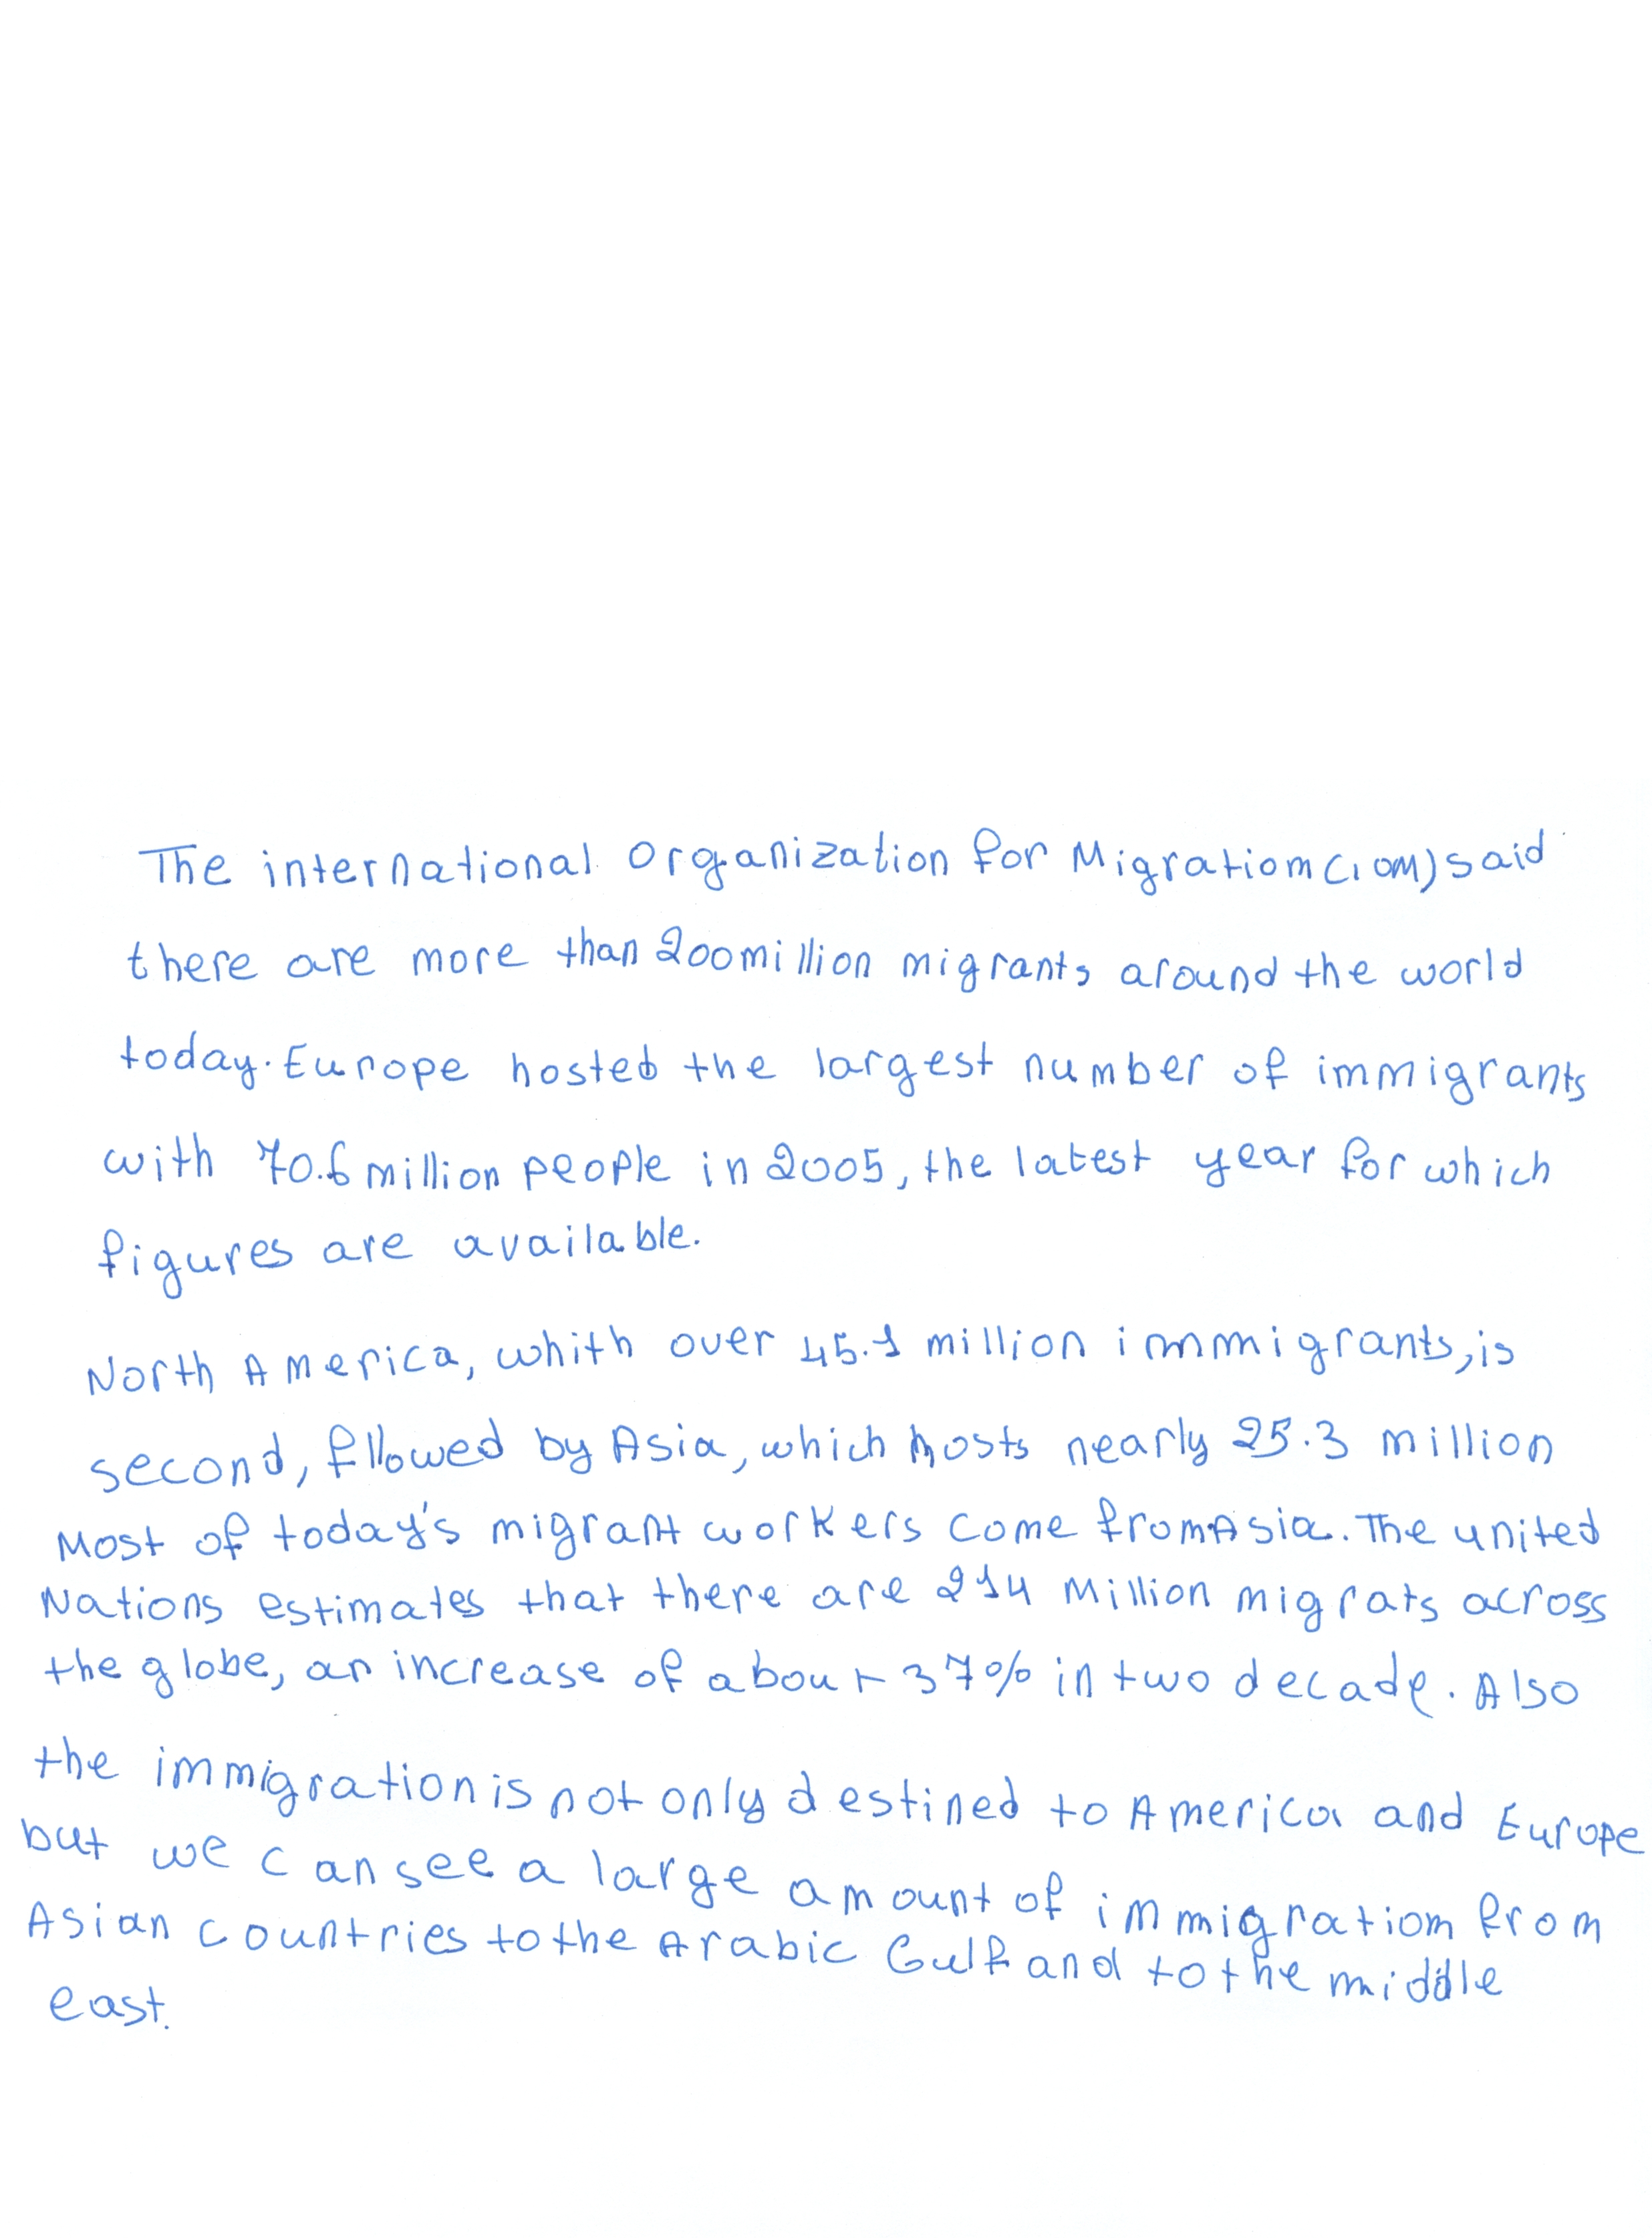 The international Organization for Migration (IOM) said
there are more than 200 million migrants around the world
today. Europe hosted the largest number of immigrants
with 70.6 million people in 2005, the latest year for which
figures are available.
North America, whith over 45.1 million immigrants, is
second, fllowed by Asia, which hosts nearly 25.3 million
Most of today's migrant workers come from Asia. The united
Nations estimates that there are 214 Million migrats across
the globe, an increase of about 37% in two decade. Also
the immigration is not only destined to America and Europe
but we can see a large amount of immigration from
Asian countries to the Arabic Gulf and to the middle
east.